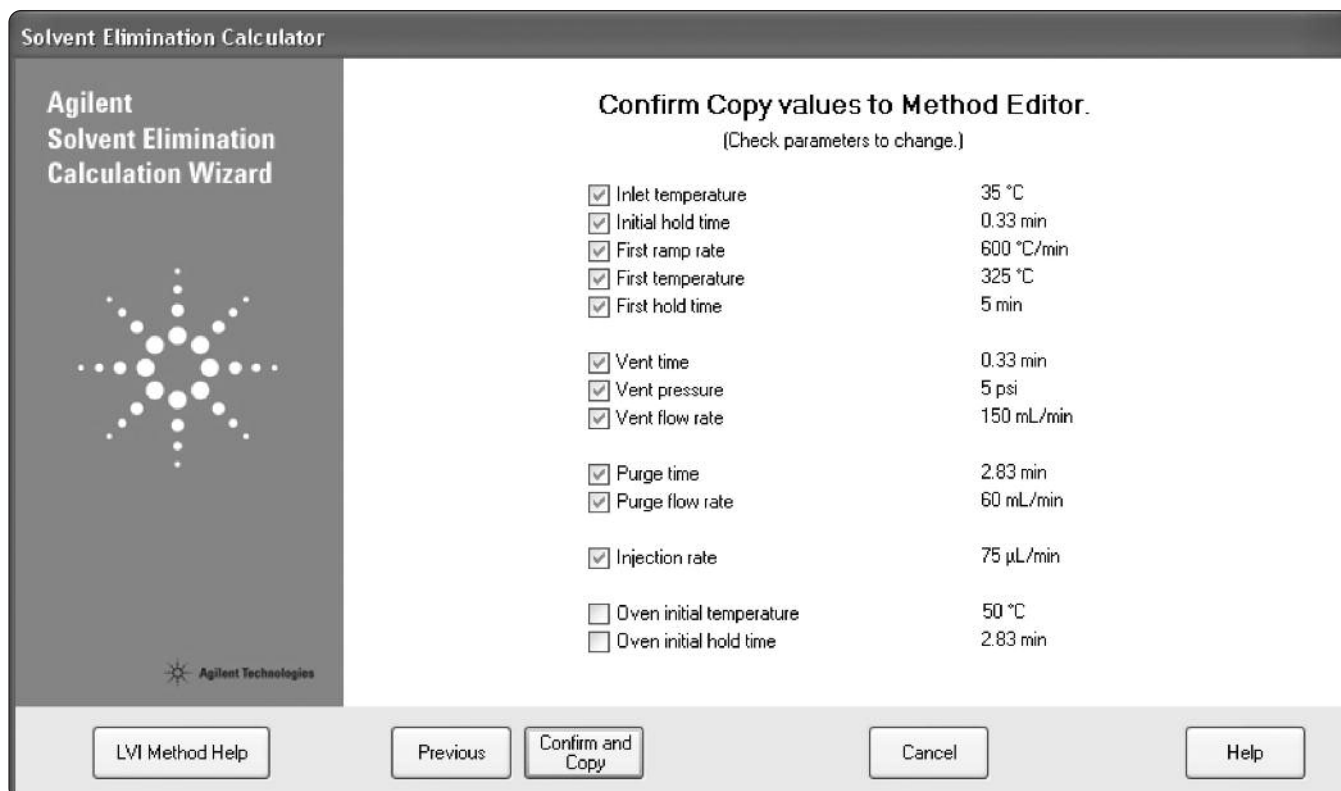 Solvent Elimination Calculator
Agilent
Solvent Elimination
Calculation Wizard
Agilent Technologies
Confirm Copy values to Method Editor.
(Check parameters to change.)
Inlet temperature 35 °C
Initial hold time 0.33 min
First ramp rate 600 °C/min
First temperature 325 °C
First hold time 5 min
Vent time 0.33 min
Vent pressure 5 psi
Vent flow rate 150 mL/min
Purge time 2.83 min
Purge flow rate 60 mL/min
Injection rate 75 µL/min
Oven initial temperature 50 °C
Oven initial hold time 2.83 min
LVI Method Help
Previous
Confirm and
Copy
Cancel
Help